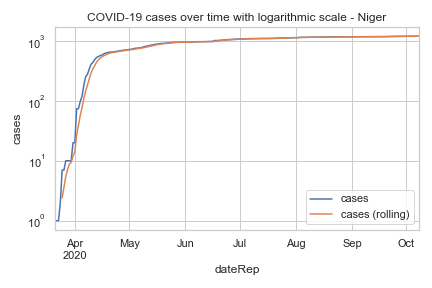 COVID-19 cases over time with logarithmic scale - Niger
cases
10³
10²
10¹
10⁰
Apr May Jun Jul Aug Sep Oct
2020
dateRep
cases
cases (rolling)